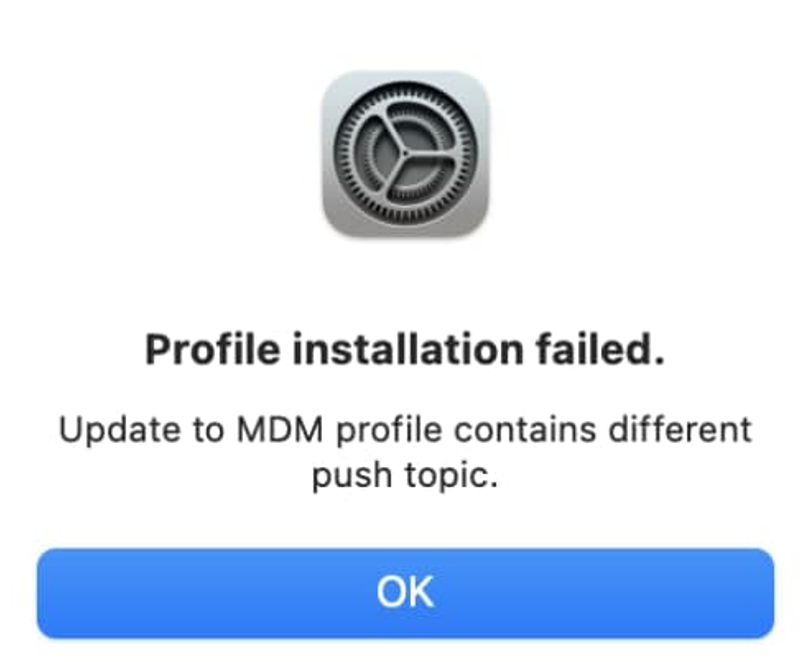 Profile installation failed.
Update to MDM profile contains different
push topic.
OK